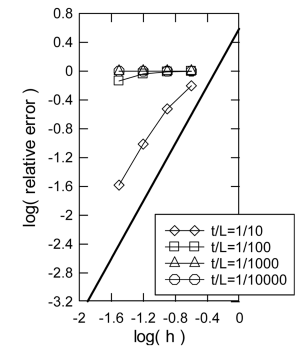 0.8
0
-0.4
-0.8
-1.2
-1.6
-2
-2.4
-2.8
-3.2
log( relative error )
t/L=1/10
t/L=1/100
t/L=1/1000
t/L=1/10000
-2 -1.6 -1.2 -0.8 -0.4 0
log( h )